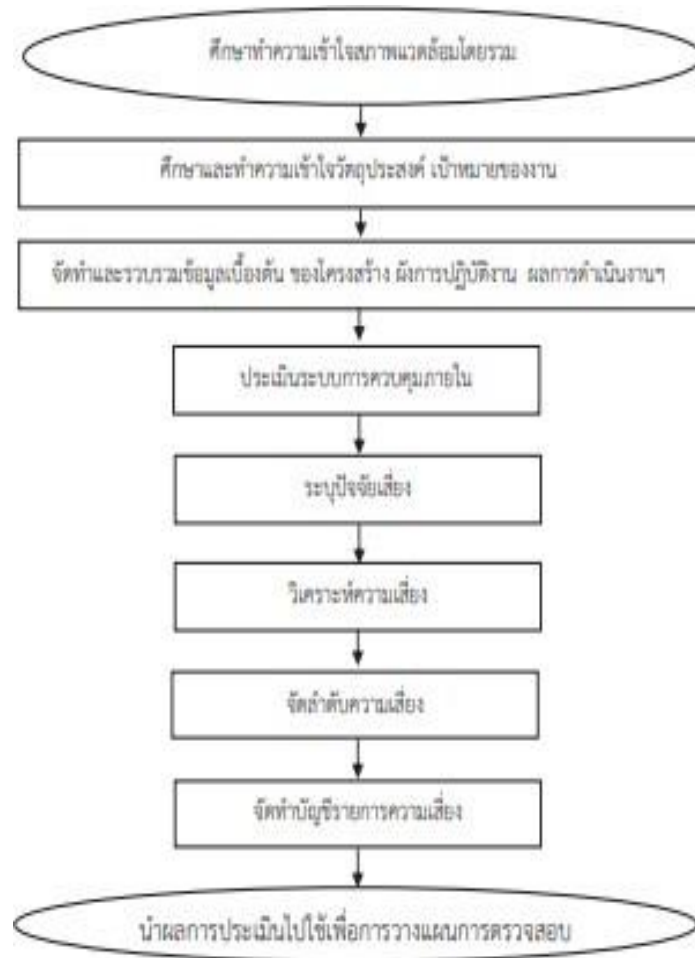 ศึกษาทำความเข้าใจสภาพแวดล้อมโดยรวม
ศึกษาและทำความเข้าใจวัตถุประสงค์ เป้าหมายของงาน
จัดทำและรวบรวมข้อมูลเบื้องต้น ของโครงสร้าง ผังการปฏิบัติงาน ผลการดำเนินงานฯ
ประเมินระบบการควบคุมภายใน
ระบุปัจจัยเสี่ยง
วิเคราะห์ความเสี่ยง
จัดลำดับความเสี่ยง
จัดทำบัญชีรายการความเสี่ยง
นำผลการประเมินไปใช้เพื่อการวางแผนการตรวจสอบ